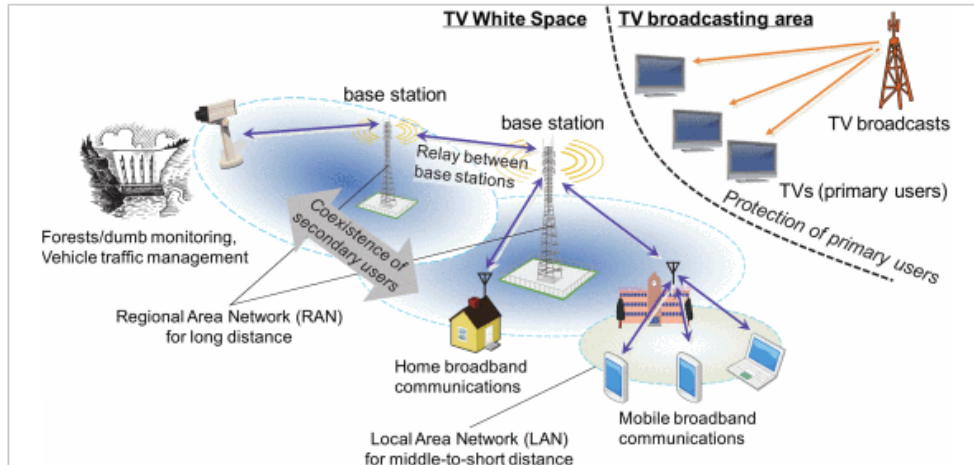 TV White Space
TV broadcasting area
base station
base station
TV broadcasts
Relay between
base stations
TVs (primary users)
Protection of primary users
Coexistence of
secondary users
Forests/dumb monitoring,
Vehicle traffic management
Regional Area Network (RAN)
for long distance
Home broadband
communications
Mobile broadband
communications
Local Area Network (LAN)
for middle-to-short distance